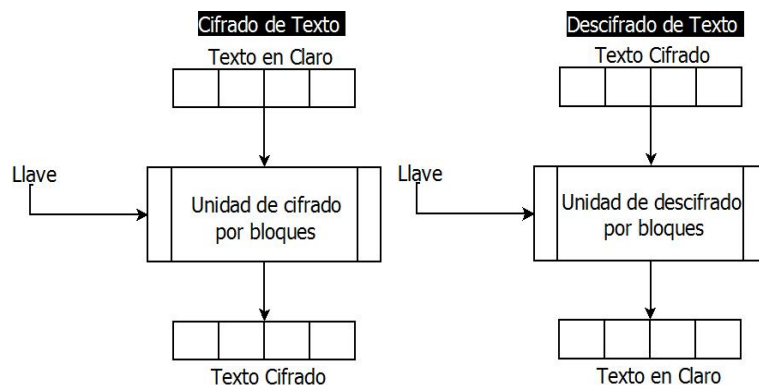 Cifrado de Texto
Texto en Claro
Llave
Unidad de cifrado
por bloques
Texto Cifrado
Descifrado de Texto
Texto Cifrado
Llave
Unidad de descifrado
por bloques
Texto en Claro